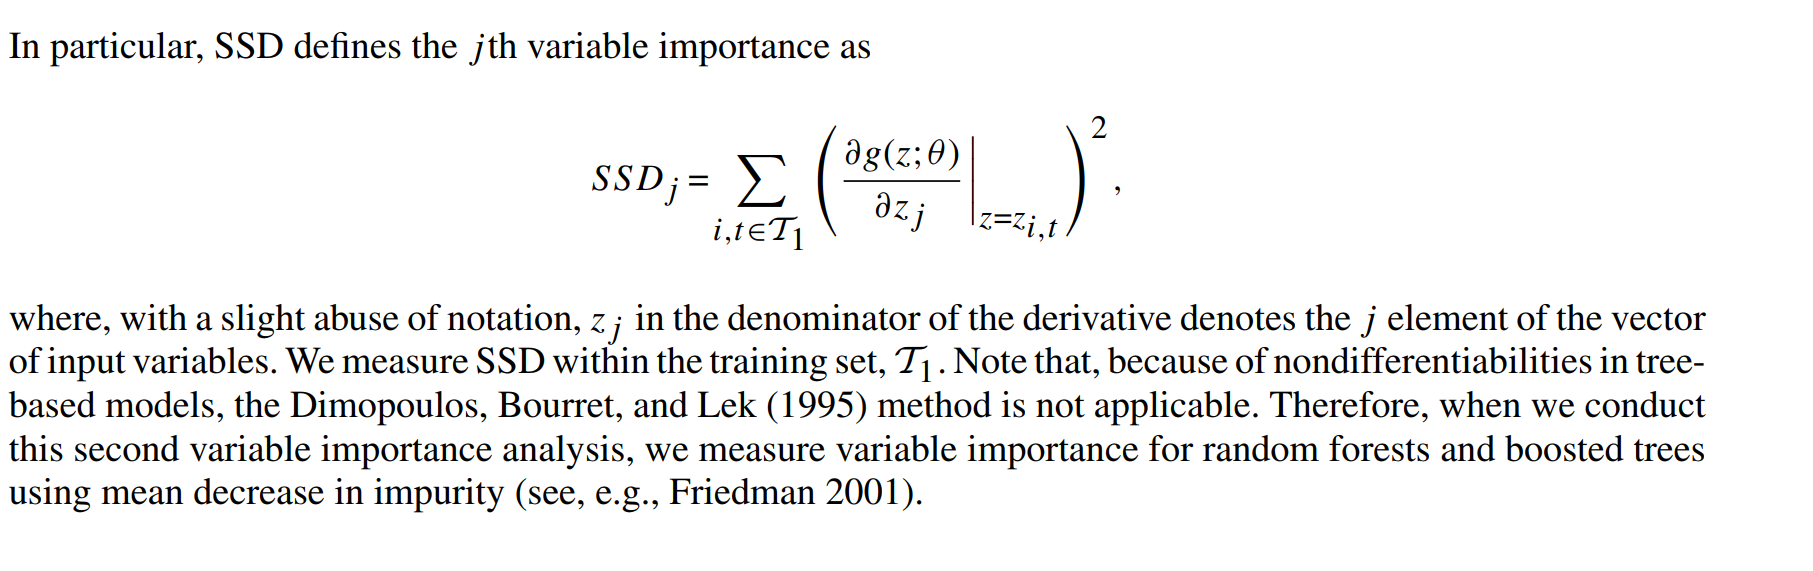 In particular, SSD defines the jth variable importance as
$$SSD_j = \sum_{i,t \in \mathcal{T}_1} \left( \left. \frac{\partial g(z; \theta)}{\partial z_j} \right|_{z=z_{i,t}} \right)^2,$$
where, with a slight abuse of notation, $z_j$ in the denominator of the derivative denotes the j element of the vector
of input variables. We measure SSD within the training set, $\mathcal{T}_1$. Note that, because of nondifferentiabilities in tree-
based models, the Dimopoulos, Bourret, and Lek (1995) method is not applicable. Therefore, when we conduct
this second variable importance analysis, we measure variable importance for random forests and boosted trees
using mean decrease in impurity (see, e.g., Friedman 2001).